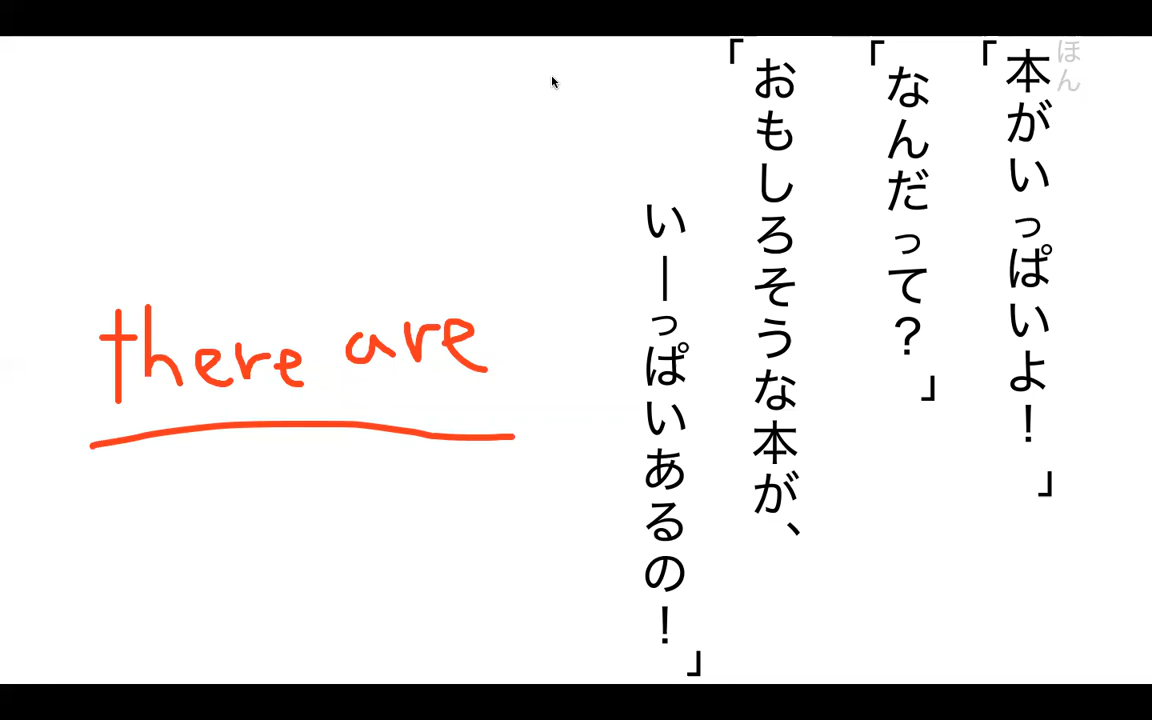 「本がいっぱいよ！」
ほん
「なんだって？」
「おもしろそうな本が、
いーっぱいあるの！」
there are